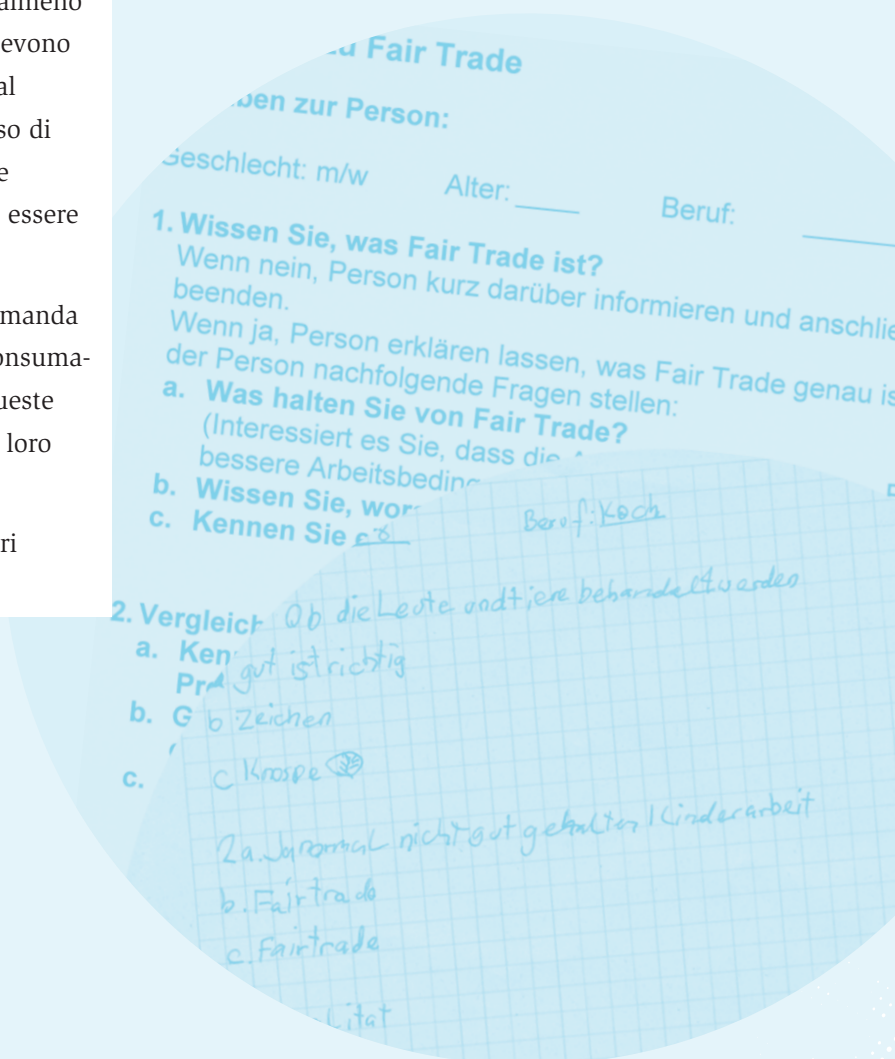 almeno
evono
al
so di
e
essere
manda
onsuma-
ueste
loro
ri
zu Fair Trade
ben zur Person:
Geschlecht: m/w Alter: Beruf:
1. Wissen Sie, was Fair Trade ist?
Wenn nein, Person kurz darüber informieren und anschlie
beenden.
Wenn ja, Person erklären lassen, was Fair Trade genau is
der Person nachfolgende Fragen stellen:
a. Was halten Sie von Fair Trade?
(Interessiert es Sie, dass die
bessere Arbeitsbeding
b. Wissen Sie, wor
c. Kennen Sie
2. Vergleich
a. Ken
Pr
b. G
c.
Beruf: Koch
Ob die Leute und tiere behandelt werden
gut ist richtig
b Zeichen
c Knospe
2a. nicht gut gehalten Kinderarbeit
b. Fairtrade
c. Fairtrade
litat